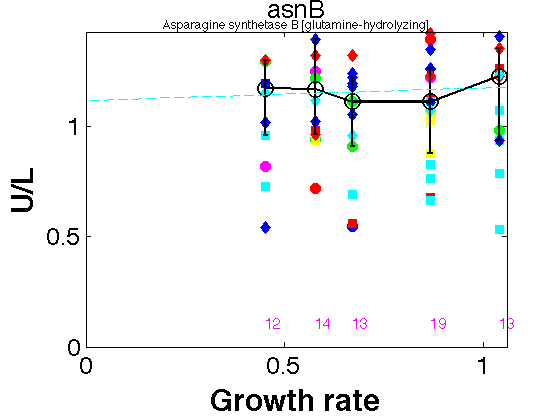 asnB
Asparagine synthetase B [glutamine-hydrolyzing]
1
0.5
0
U/L
12 14 13 19 13
0 0.5 1
Growth rate